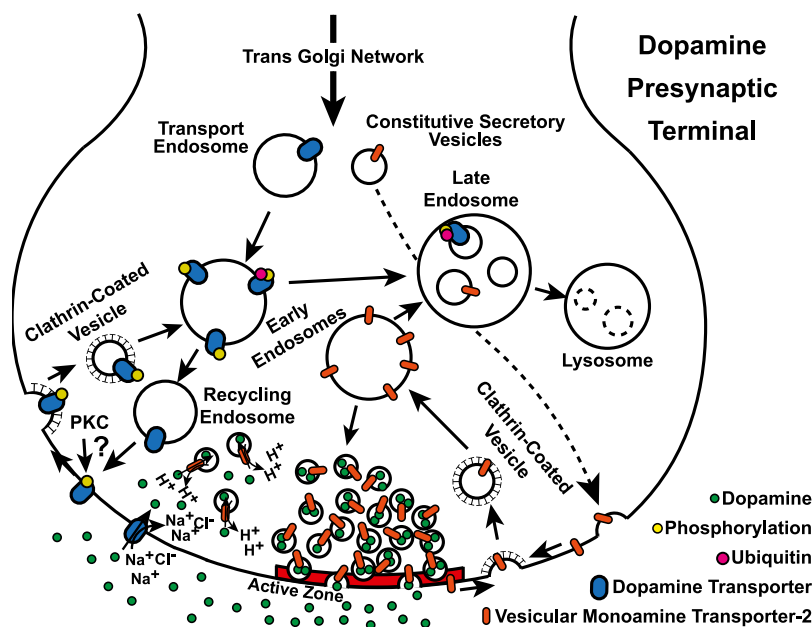 Trans Golgi Network
Dopamine
Presynaptic
Terminal
Transport
Endosome
Constitutive Secretory
Vesicles
Late
Endosome
Clathrin-Coated
Vesicle
Early
Endosomes
Lysosome
Recycling
Endosome
Clathrin-Coated
Vesicle
PKC
?
H+
H+
H+
H+
H+
H+
Na+Cl-
Na+
Na+Cl-
Na+
Active Zone
Dopamine
Phosphorylation
Ubiquitin
Dopamine Transporter
Vesicular Monoamine Transporter-2